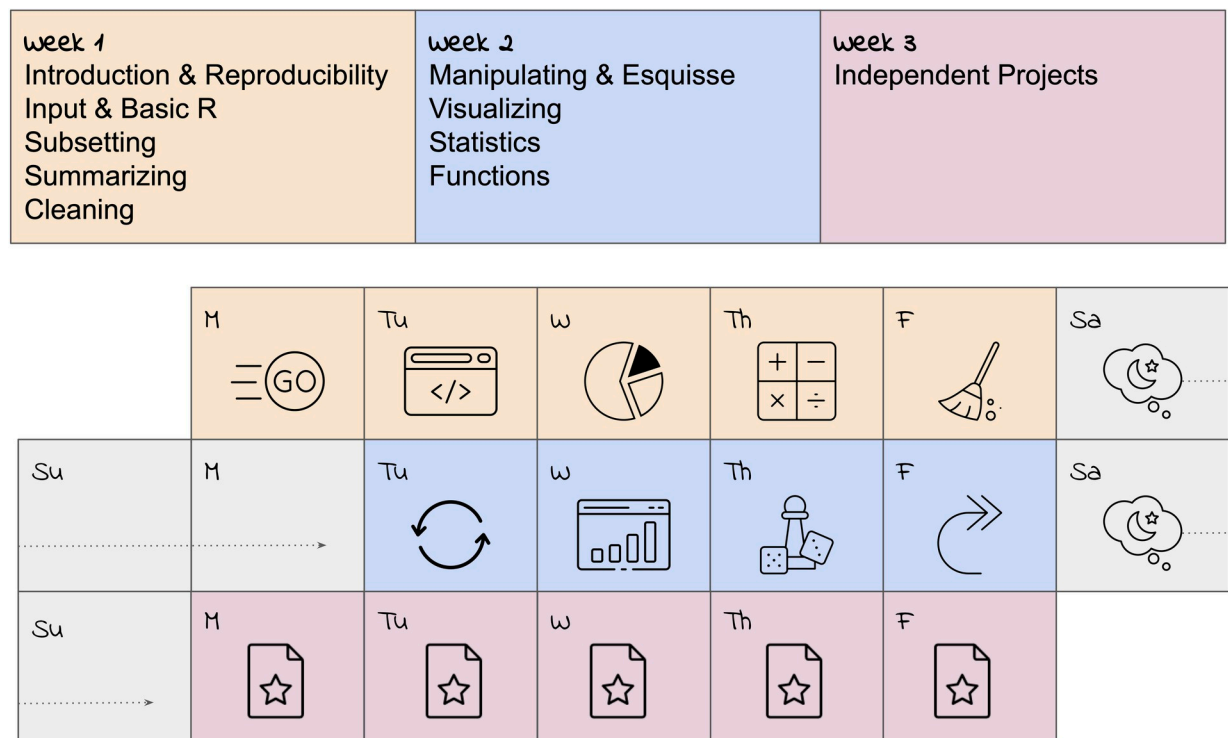 week 1
Introduction & Reproducibility
Input & Basic R
Subsetting
Summarizing
Cleaning
week 2
Manipulating & Esquisse
Visualizing
Statistics
Functions
week 3
Independent Projects
M
GO
Tu
</>
W
Th
+ −
× ÷
F
Sa
Su
M
Tu
W
Th
F
Sa
Su
M
Tu
W
Th
F